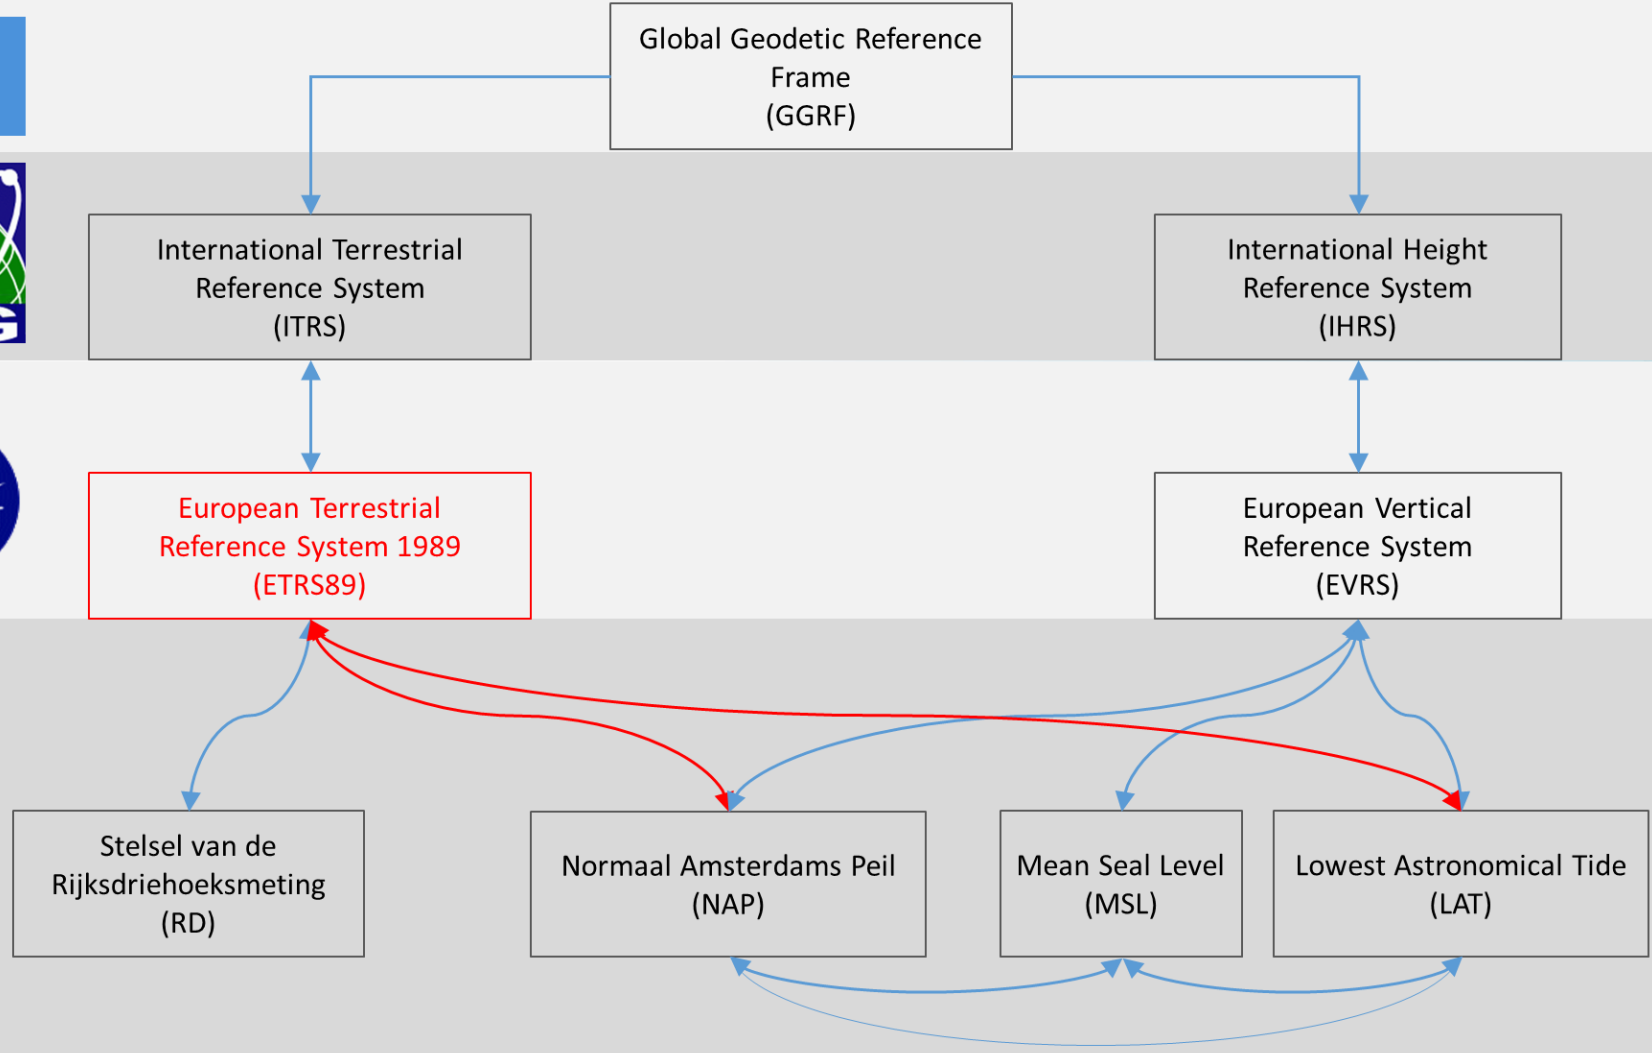 Global Geodetic Reference
Frame
(GGRF)
International Terrestrial
Reference System
(ITRS)
International Height
Reference System
(IHRS)
G
European Terrestrial
Reference System 1989
(ETRS89)
European Vertical
Reference System
(EVRS)
Stelsel van de
Rijksdriehoeksmeting
(RD)
Normaal Amsterdams Peil
(NAP)
Mean Seal Level
(MSL)
Lowest Astronomical Tide
(LAT)